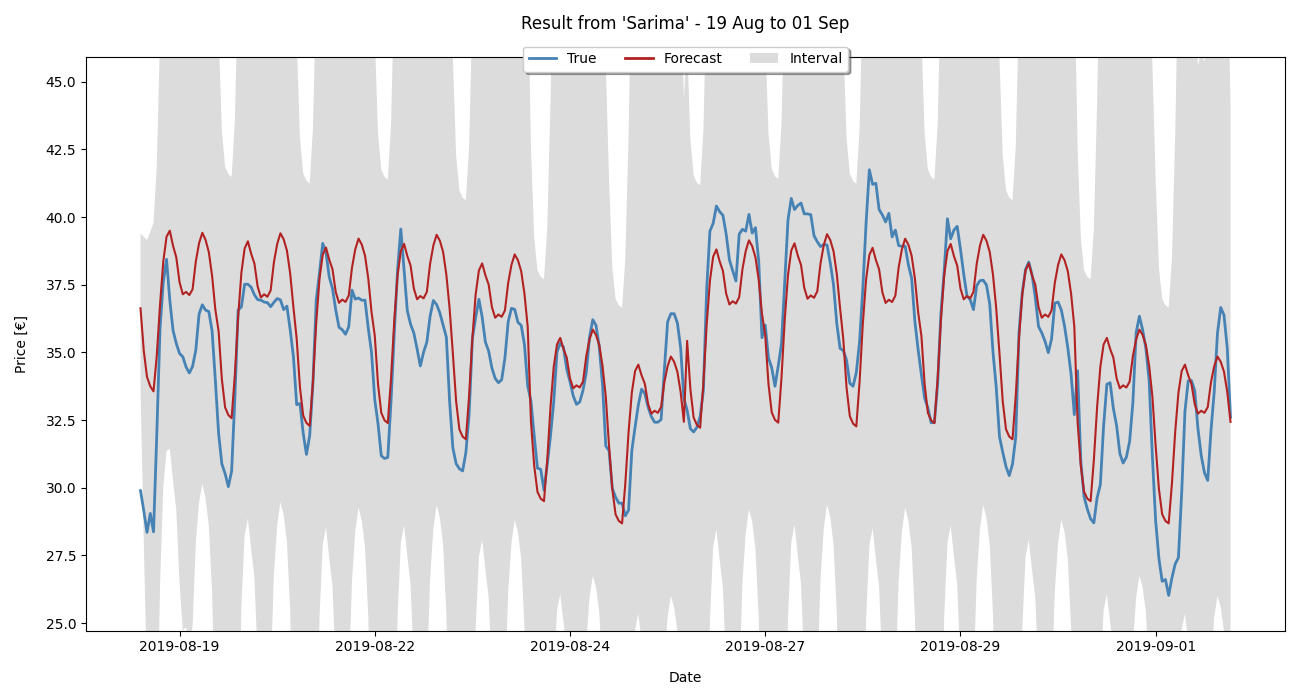 Result from 'Sarima' - 19 Aug to 01 Sep
True Forecast Interval
45.0
42.5
40.0
37.5
35.0
32.5
30.0
27.5
25.0
Price [€]
2019-08-19 2019-08-22 2019-08-24 2019-08-27 2019-08-29 2019-09-01
Date